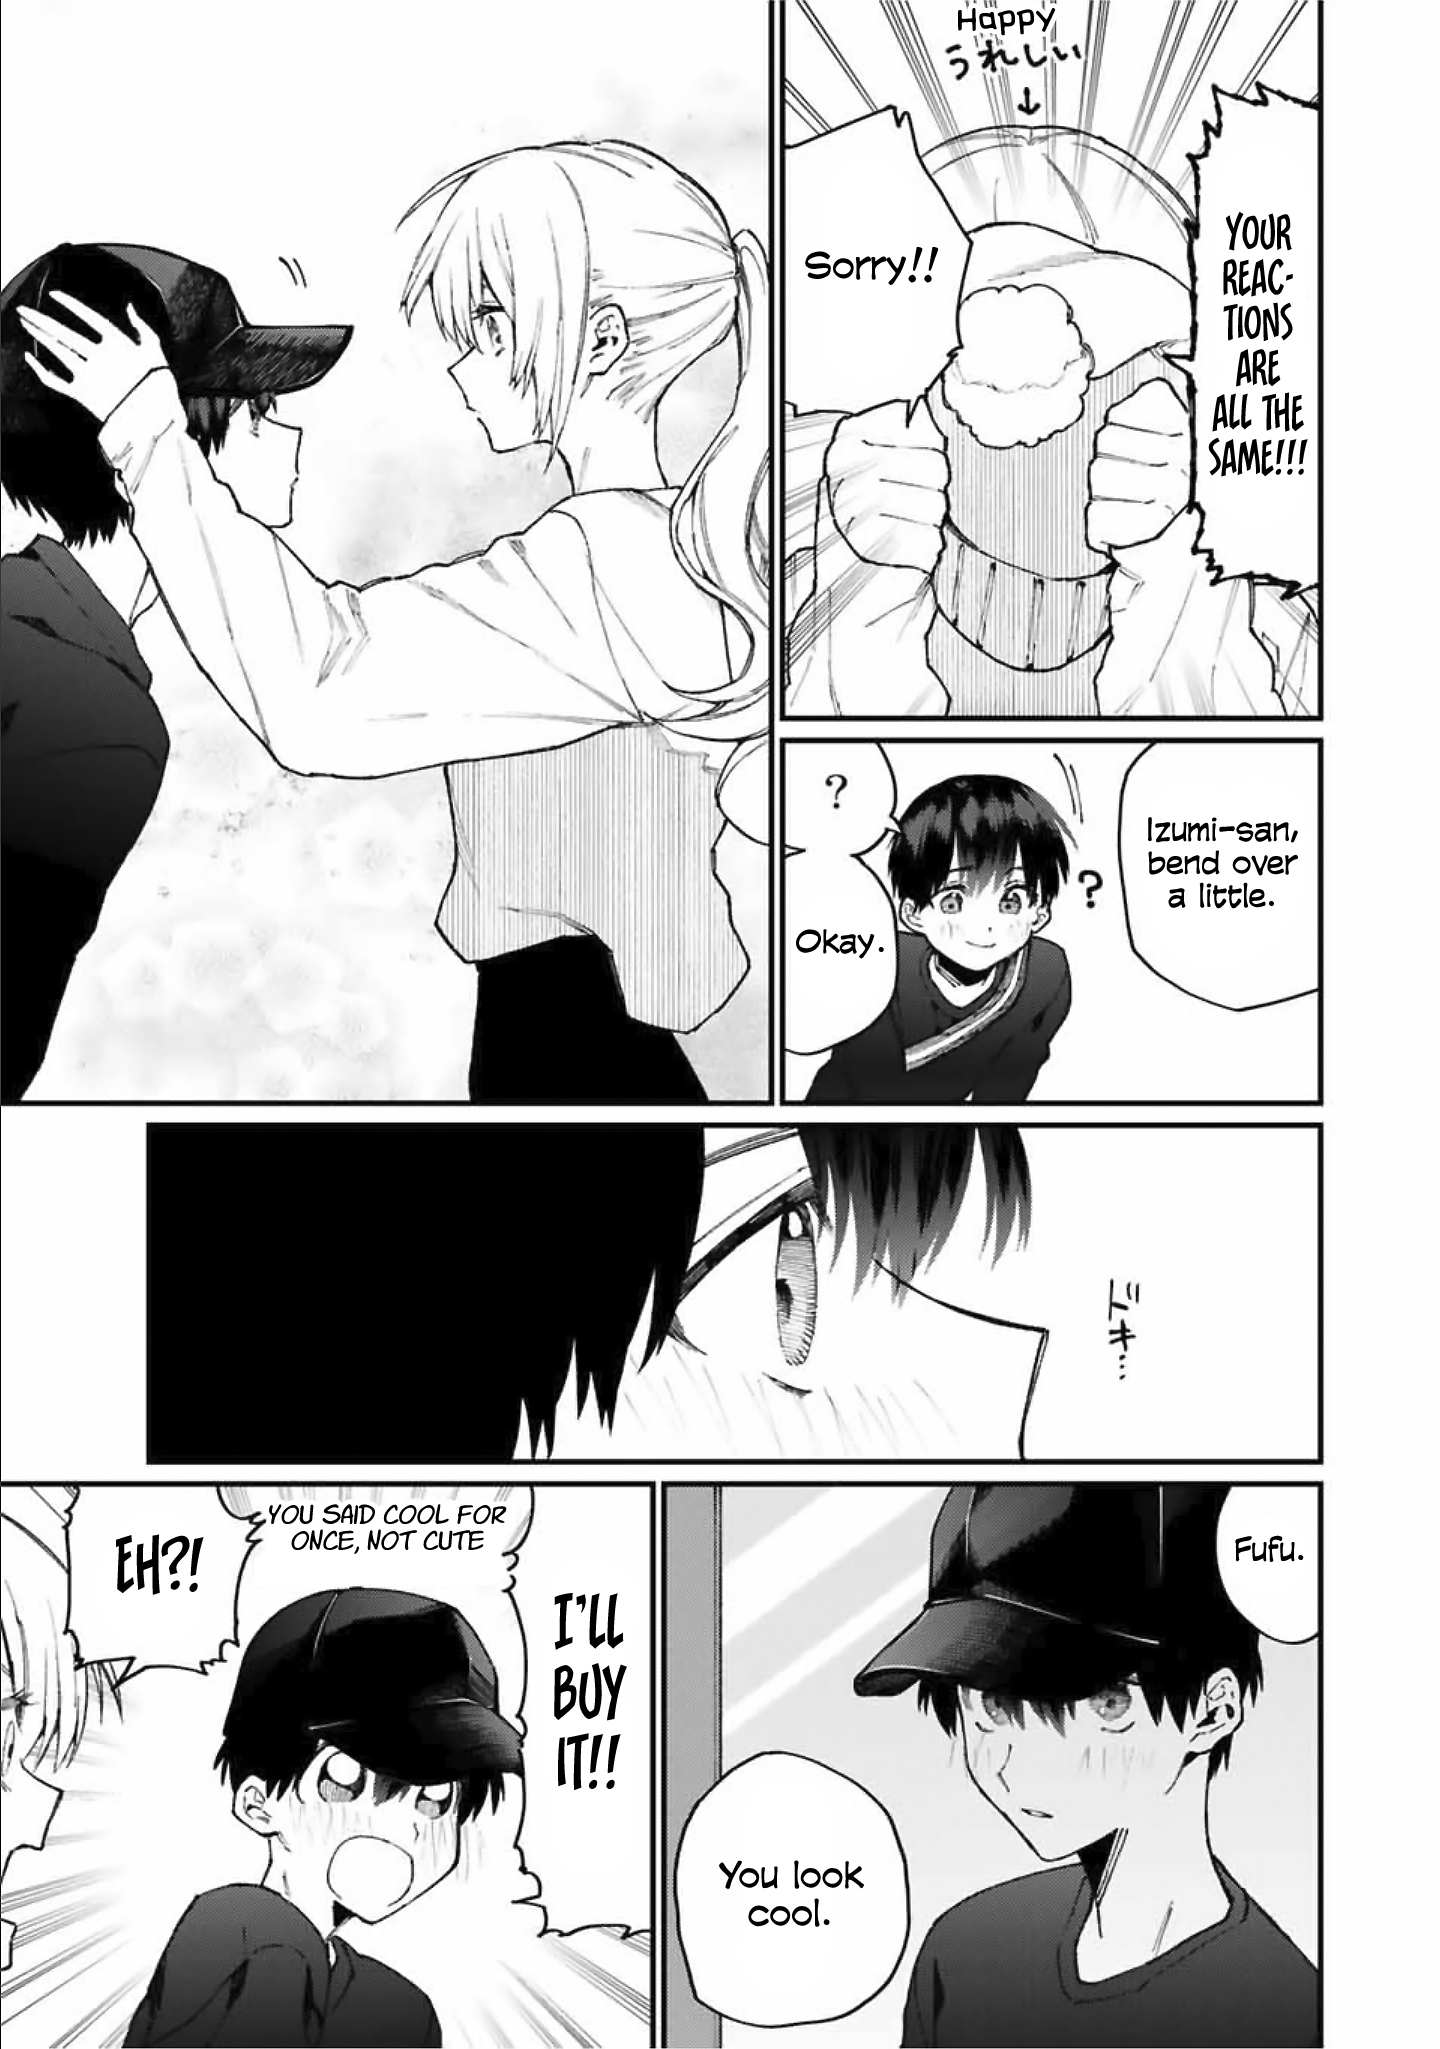 Happy
うれしい
YOUR
REAC-
TIONS
ARE
ALL THE
SAME!!!
Sorry!!
Izumi-san,
bend over
a little.
?
?
Okay.
ドキ…
Fufu.
You look
cool.
I'LL
BUY
IT!!
YOU SAID COOL FOR
ONCE, NOT CUTE
EH?!